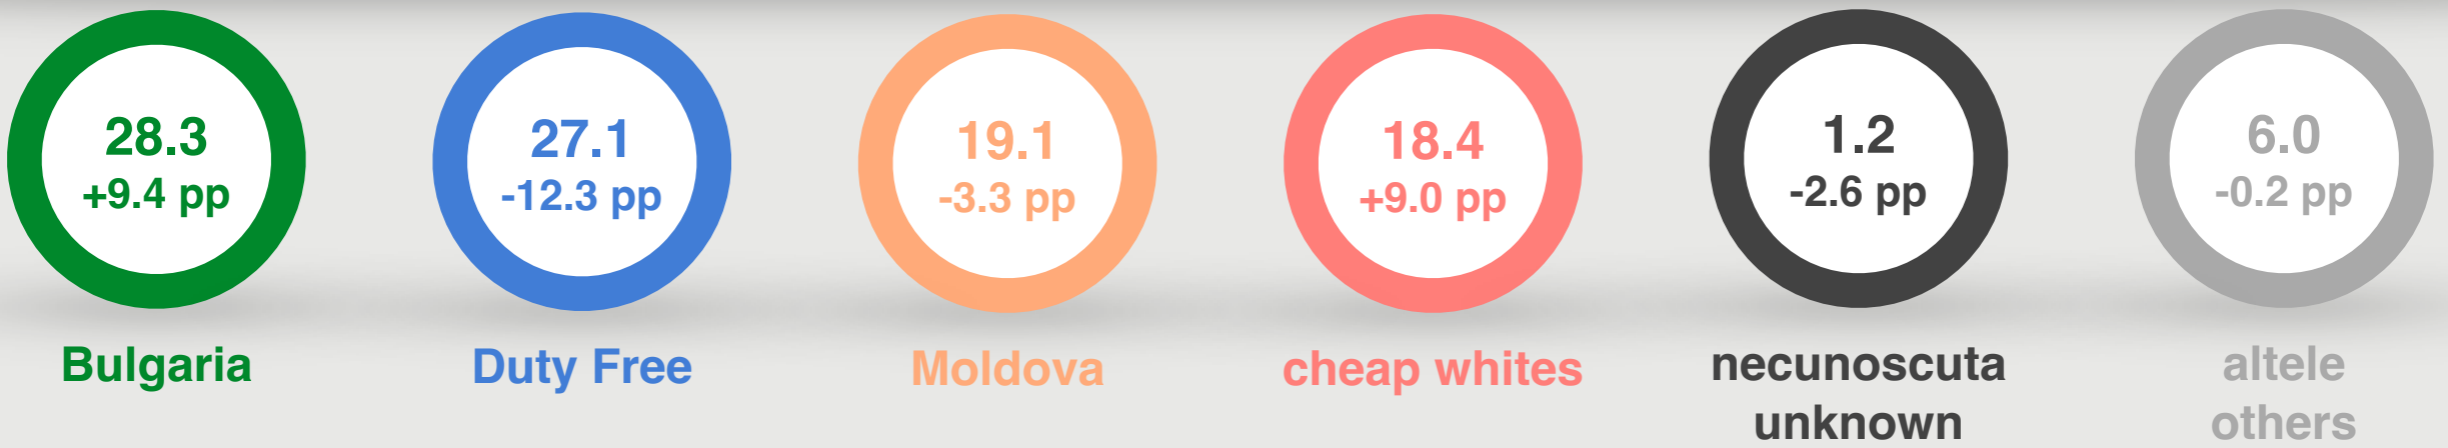 28.3
+9.4 pp
Bulgaria
27.1
-12.3 pp
Duty Free
19.1
-3.3 pp
Moldova
18.4
+9.0 pp
cheap whites
1.2
-2.6 pp
necunoscuta
unknown
6.0
-0.2 pp
altele
others